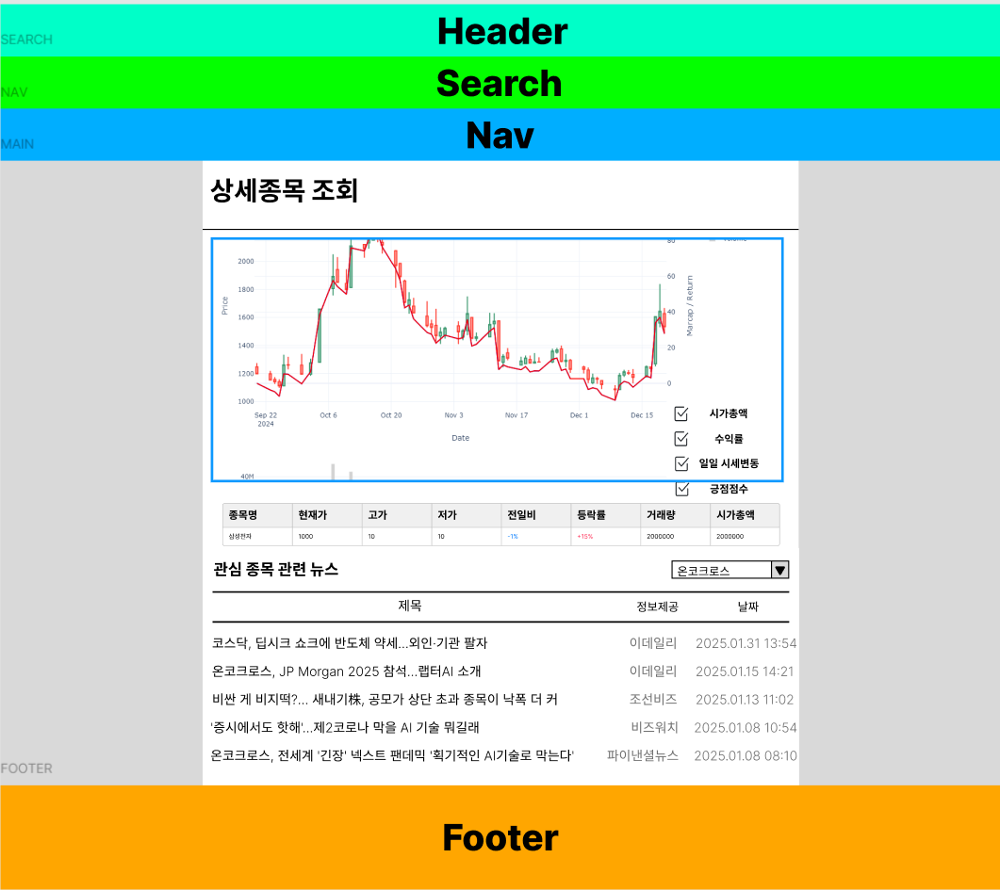 Header
SEARCH
Search
NAV
Nav
MAIN
상세종목 조회
80
2000
60
1800
Price
Marcap / Return
1600
40
1400
20
1200
0
1000
Sep 22
2024
Oct 6
Oct 20
Nov 3
Nov 17
Dec 1
Dec 15
Date
40M
시가총액
수익률
일일 시세변동
긍점점수
종목명 현재가 고가 저가 전일비 등락률 거래량 시가총액
삼성전자 1000 10 10 -1% +15% 2000000 2000000
관심 종목 관련 뉴스 온코크로스
제목 정보제공 날짜
코스닥, 딥시크 쇼크에 반도체 약세...외인·기관 팔자 이데일리 2025.01.31 13:54
온코크로스, JP Morgan 2025 참석...랩터AI 소개 이데일리 2025.01.15 14:21
비싼 게 비지떡?... 새내기株, 공모가 상단 초과 종목이 낙폭 더 커 조선비즈 2025.01.13 11:02
'증시에서도 핫해'...제2코로나 막을 AI 기술 뭐길래 비즈워치 2025.01.08 10:54
온코크로스, 전세계 '긴장' 넥스트 팬데믹 '획기적인 AI기술로 막는다' 파이낸셜뉴스 2025.01.08 08:10
FOOTER
Footer